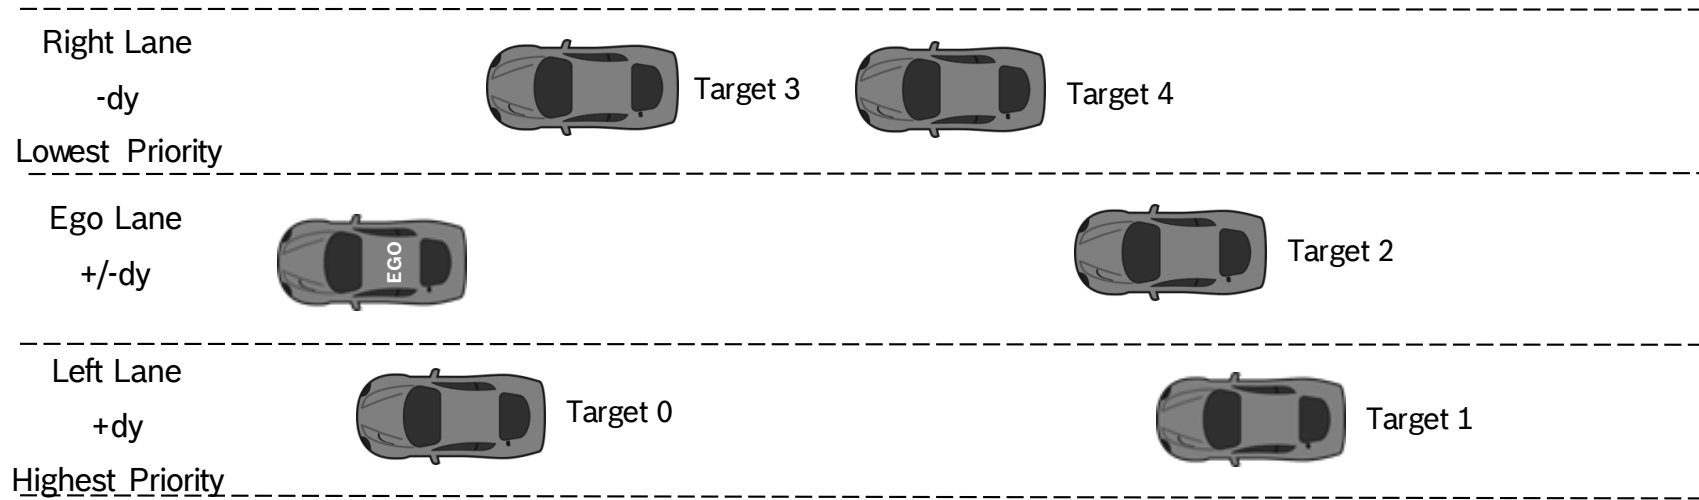 Right Lane
-dy
Lowest Priority
Target 3
Target 4
Ego Lane
+/-dy
EGO
Target 2
Left Lane
+dy
Highest Priority
Target 0
Target 1